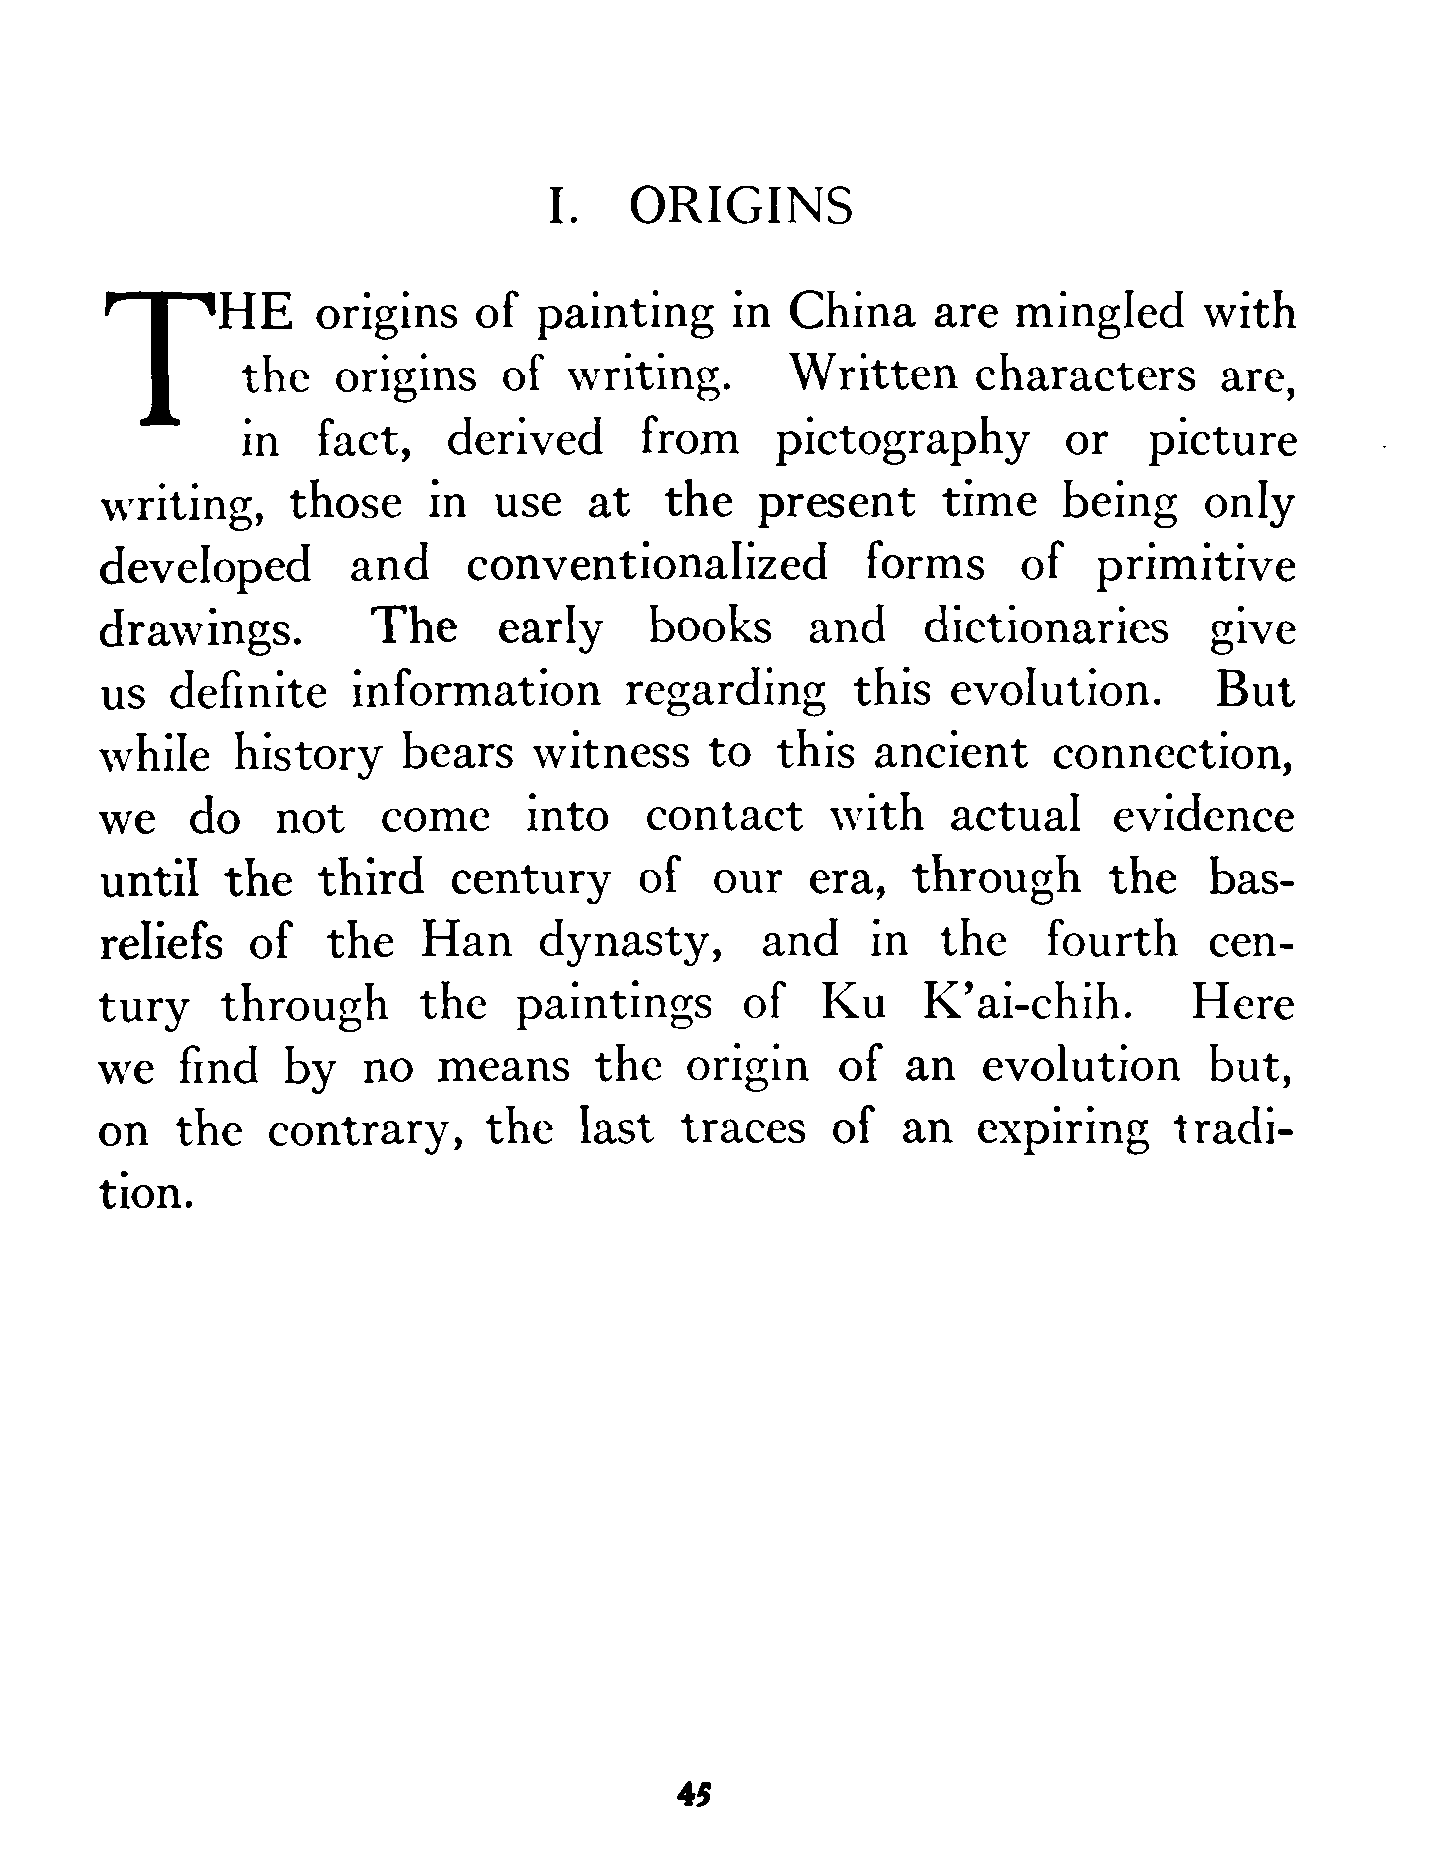 I. ORIGINS
THE origins of painting in China are mingled with
the origins of writing. Written characters are,
in fact, derived from pictography or picture
writing, those in use at the present time being only
developed and conventionalized forms of primitive
drawings. The early books and dictionaries give
us definite information regarding this evolution. But
while history bears witness to this ancient connection,
we do not come into contact with actual evidence
until the third century of our era, through the bas-
reliefs of the Han dynasty, and in the fourth cen-
tury through the paintings of Ku K'ai-chih. Here
we find by no means the origin of an evolution but,
on the contrary, the last traces of an expiring tradi-
tion.
45